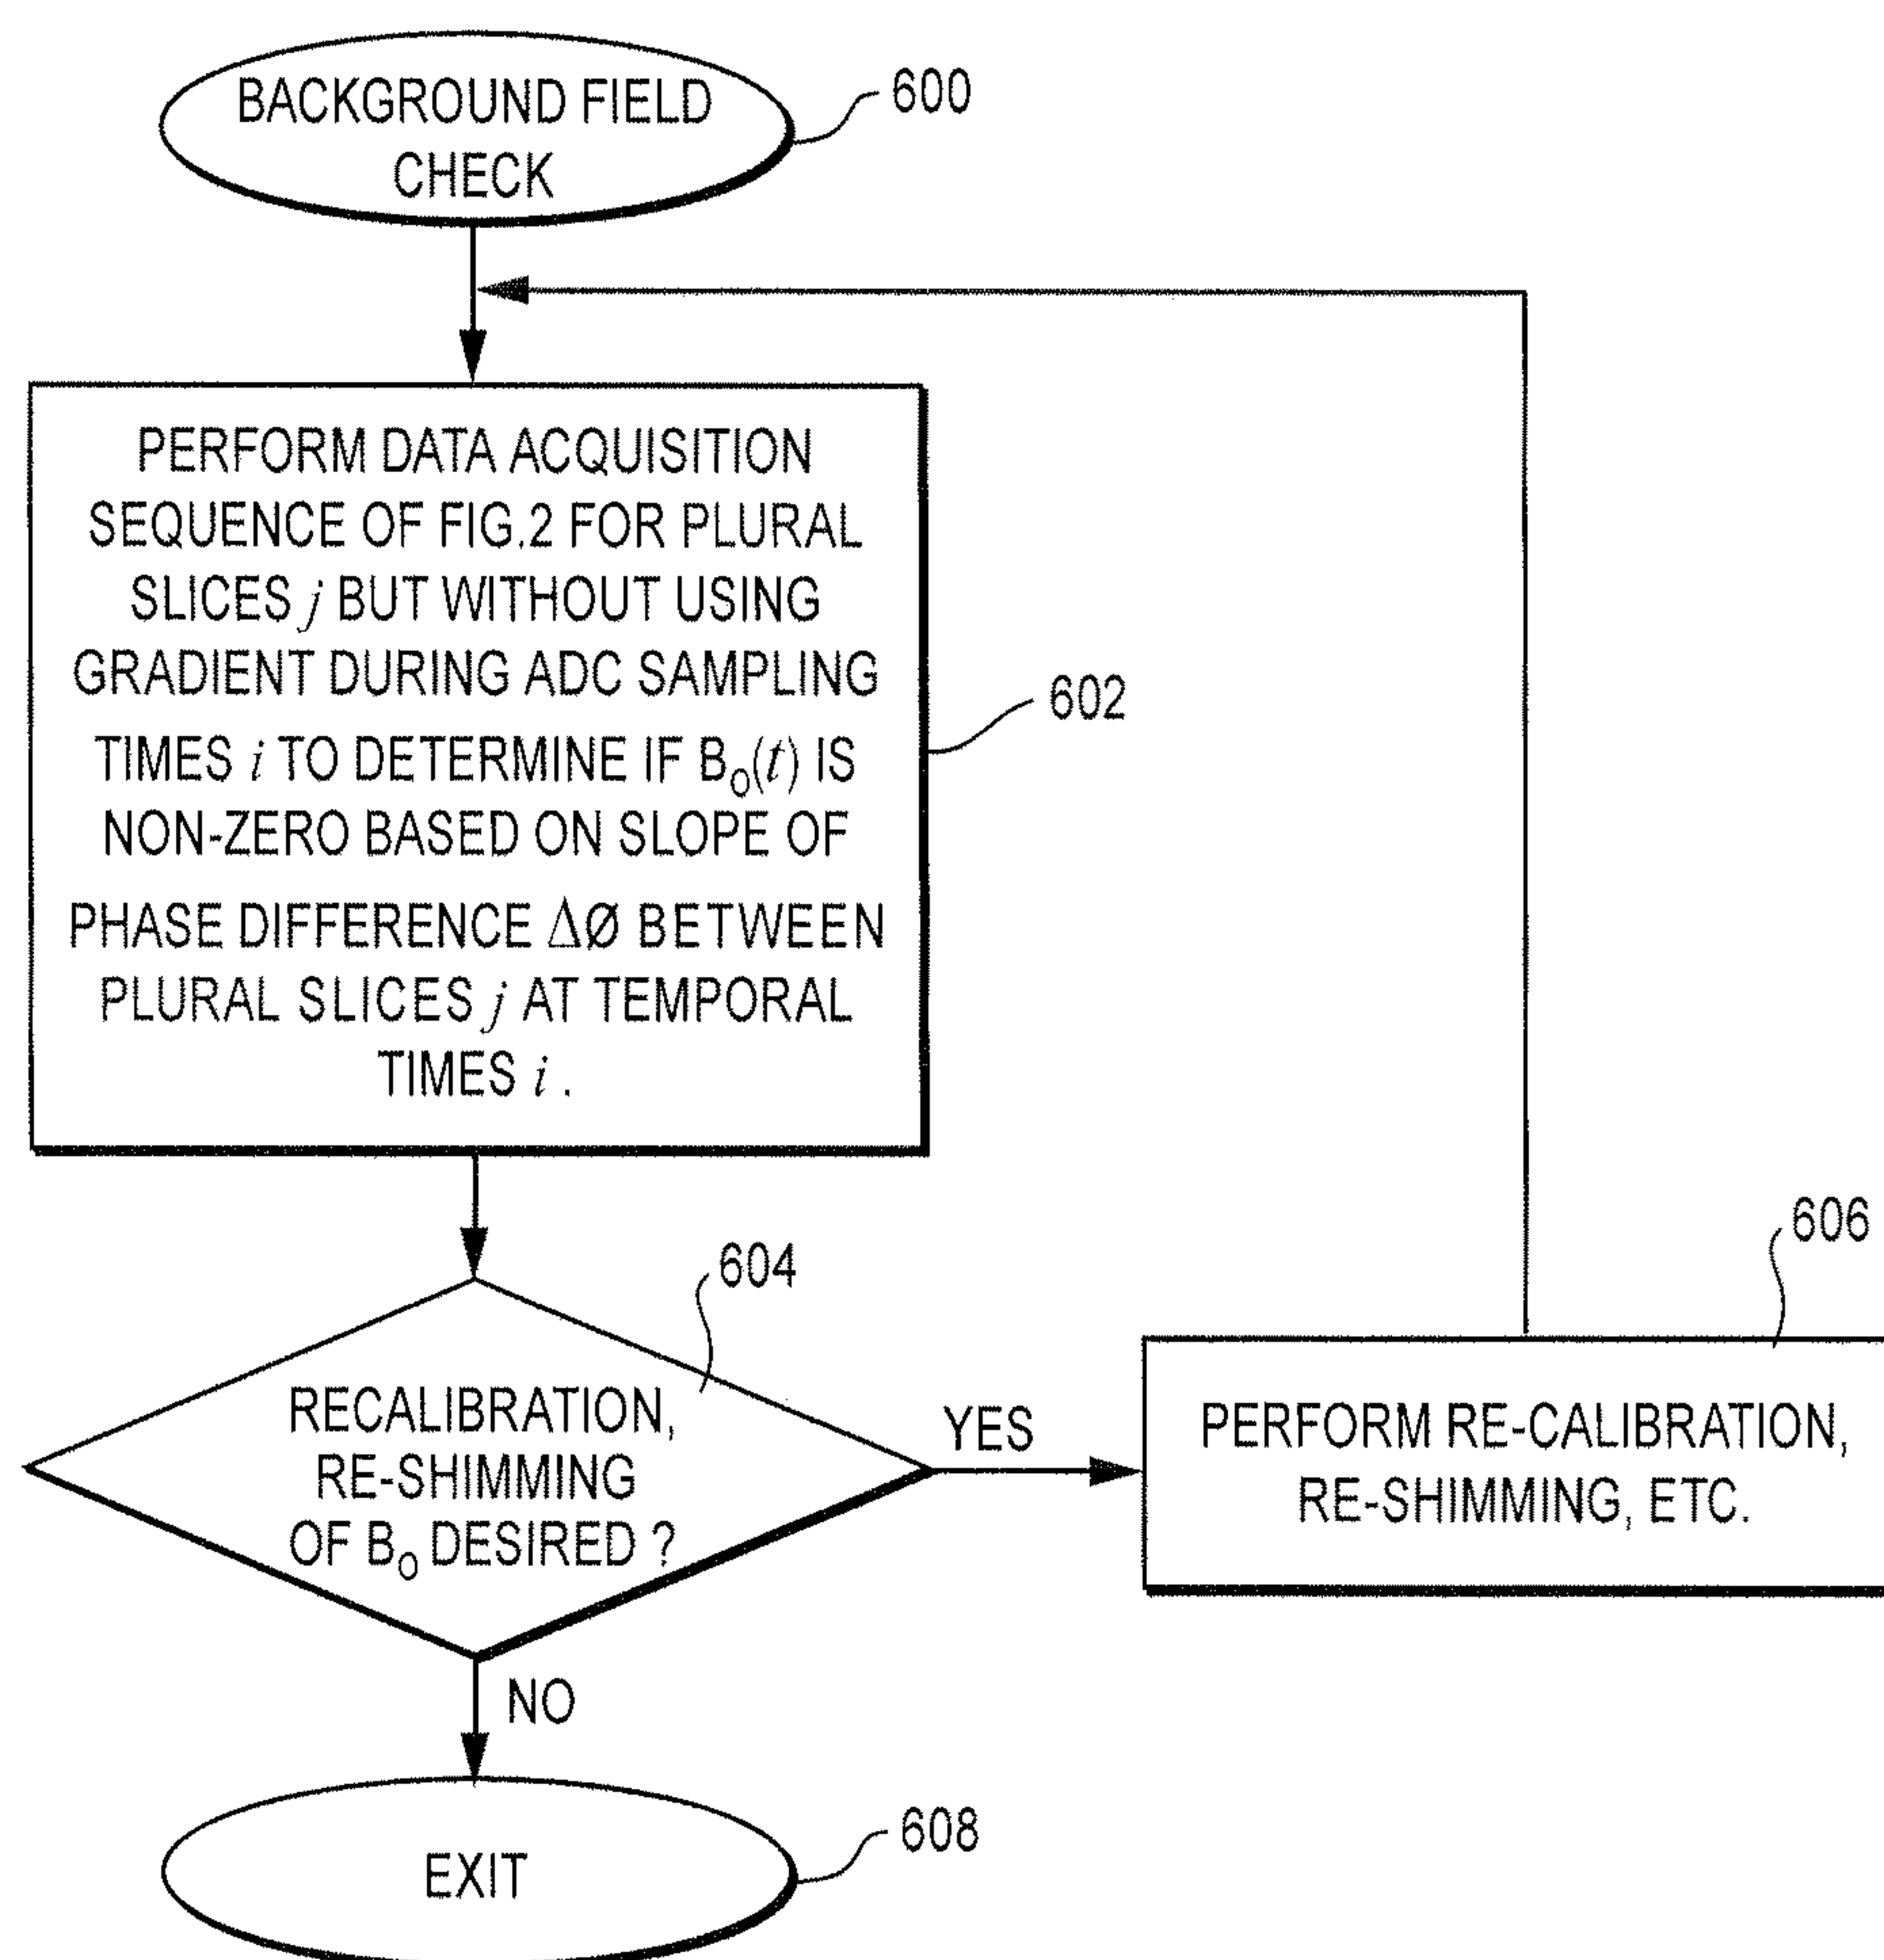 BACKGROUND FIELD
CHECK
600
PERFORM DATA ACQUISITION
SEQUENCE OF FIG.2 FOR PLURAL
SLICES j BUT WITHOUT USING
GRADIENT DURING ADC SAMPLING
TIMES i TO DETERMINE IF B₀(t) IS
NON-ZERO BASED ON SLOPE OF
PHASE DIFFERENCE ΔØ BETWEEN
PLURAL SLICES j AT TEMPORAL
TIMES i .
602
604
RECALIBRATION,
RE-SHIMMING
OF B₀ DESIRED ?
YES
606
PERFORM RE-CALIBRATION,
RE-SHIMMING, ETC.
NO
EXIT
608